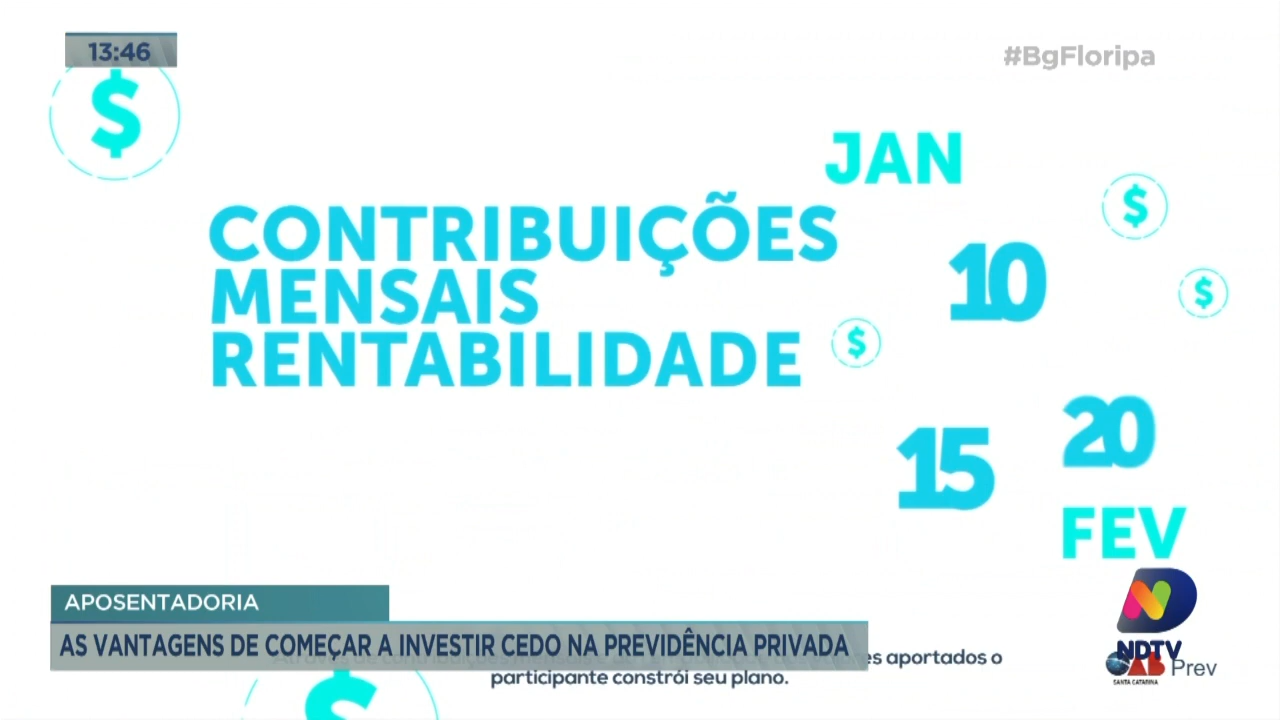 13:46
#BgFloripa
$
JAN
CONTRIBUIÇÕES
MENSAIS
RENTABILIDADE
$
10
$
$
20
15
FEV
APOSENTADORIA
AS VANTAGENS DE COMEÇAR A INVESTIR CEDO NA PREVIDÊNCIA PRIVADA
aportados o
participante constrói seu plano.
NDTV
OAB Prev
SANTA CATARINA
$